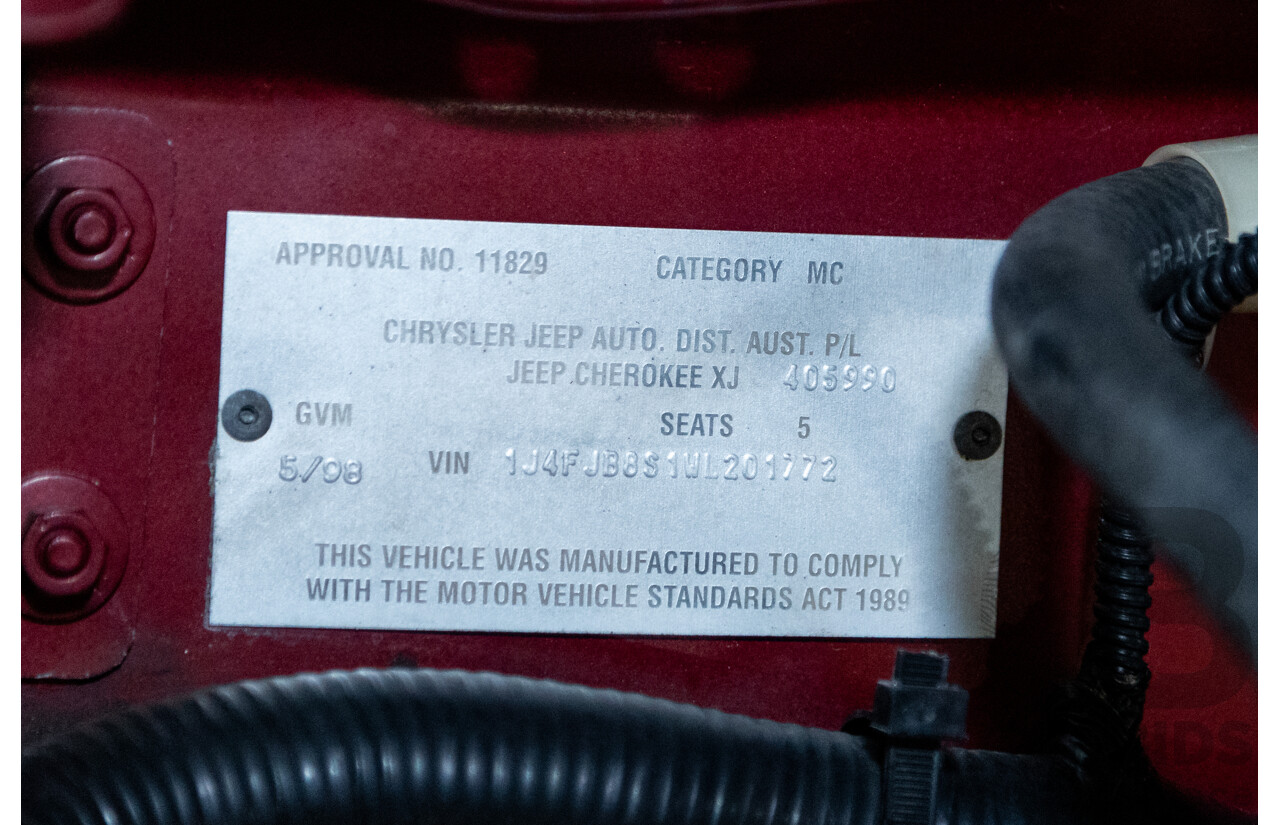 APPROVAL NO. 11829 CATEGORY MC
CHRYSLER JEEP AUTO. DIST. AUST. P/L
JEEP.CHEROKEE XJ 405990
GVM SEATS 5
5/98 VIN 1J4FJB8S1WL201772
THIS VEHICLE WAS MANUFACTURED TO COMPLY
WITH THE MOTOR VEHICLE STANDARDS ACT 1989
BRAKE